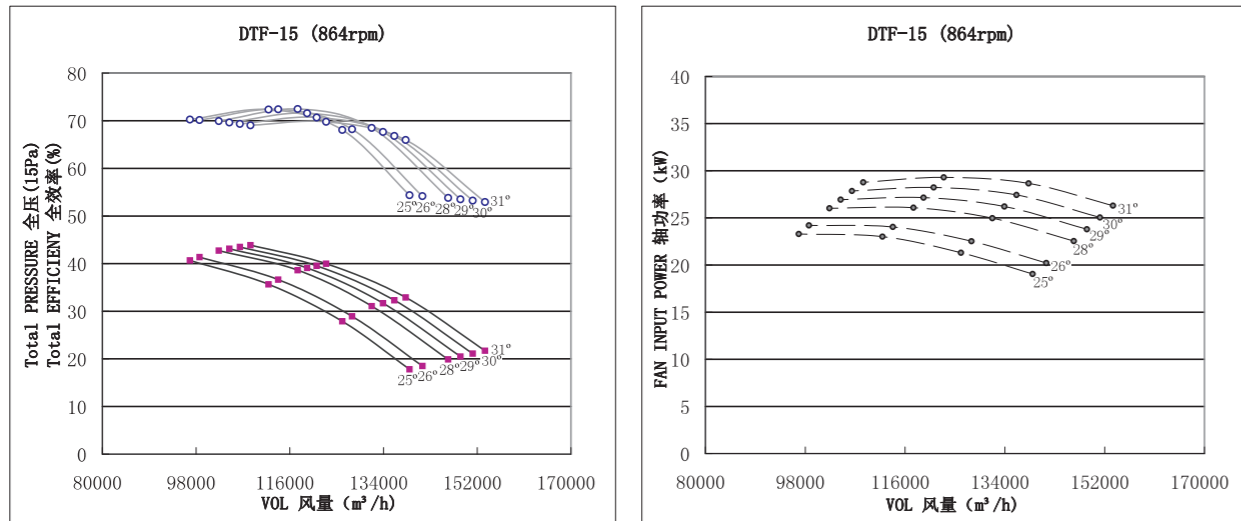 DTF-15 (864rpm)
Total PRESSURE 全压(15Pa)
Total EFFICIENY 全效率(%)
80
70
60
50
40
30
20
10
0
25° 26° 28° 29° 30° 31°
25° 26° 28° 29° 30° 31°
80000 98000 116000 134000 152000 170000
VOL 风量 (m³/h)
DTF-15 (864rpm)
FAN INPUT POWER 轴功率 (kW)
40
35
30
25
20
15
10
5
0
31°
30°
29°
28°
26°
25°
80000 98000 116000 134000 154000 170000
VOL 风量 (m³/h)